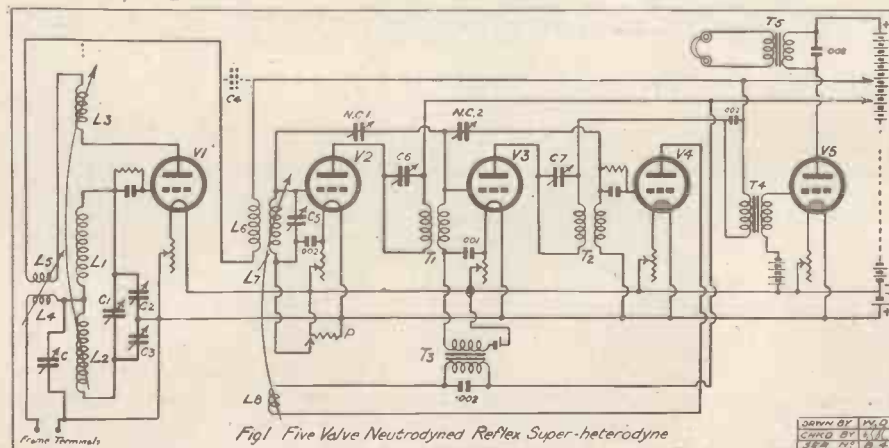 T5
.002
L3
C4
N.C.1
N.C.2
V1
V2
C6
V3
C7
.002
V4
V5
L5
L1
L6
C5
.002
L7
T1
.001
T2
T4
C1
C2
L4
C
L2
C3
P
T3
.002
L8
Frame Terminals
Fig1 Five Valve Neutrodyned Reflex Super-heterodyne
DRWN BY
CHKD BY